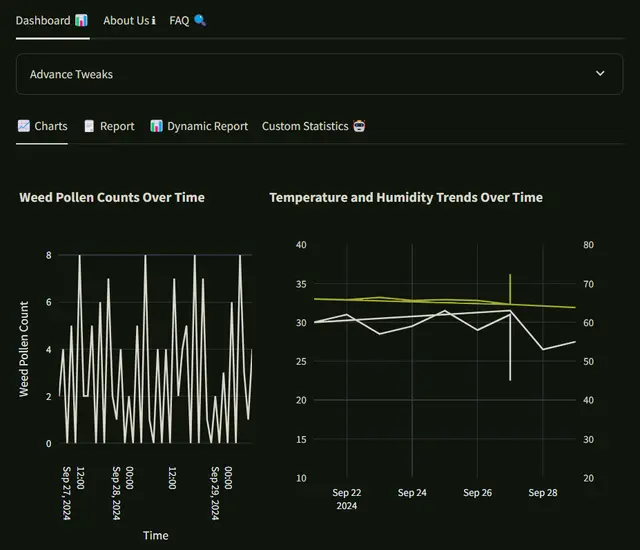 Dashboard 📊 About Us ℹ️ FAQ 🔍
Advance Tweaks
📈 Charts 📃 Report 📊 Dynamic Report Custom Statistics 🤖
Weed Pollen Counts Over Time
Temperature and Humidity Trends Over Time
Weed Pollen Count
8
6
4
2
0
12:00
Sep 27, 2024
00:00
Sep 28, 2024
12:00
00:00
Sep 29, 2024
Time
40
35
30
25
20
15
10
80
70
60
50
40
30
20
Sep 22
2024
Sep 24
Sep 26
Sep 28